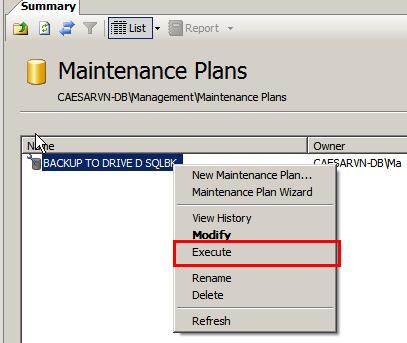 Summary
List Report
Maintenance Plans
CAESARVN-DB\Management\Maintenance Plans
Name Owner
BACKUP TO DRIVE D SQLBK CAESARVN-DB\Ma
New Maintenance Plan...
Maintenance Plan Wizard
View History
Modify
Execute
Rename
Delete
Refresh